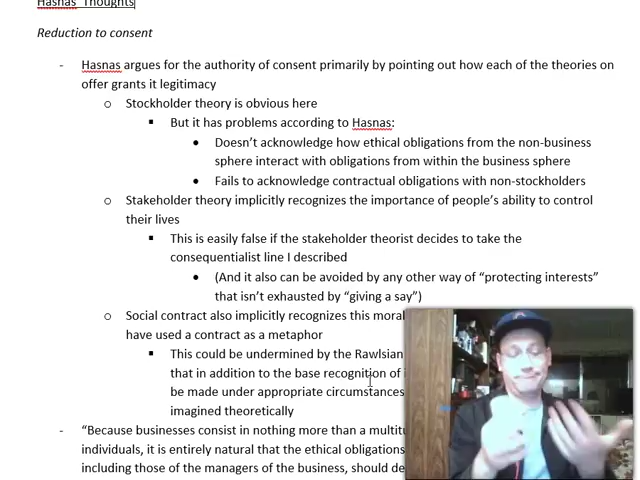 Hasnas' Thoughts
Reduction to consent
- Hasnas argues for the authority of consent primarily by pointing out how each of the theories on
offer grants it legitimacy
o Stockholder theory is obvious here
▪ But it has problems according to Hasnas:
• Doesn't acknowledge how ethical obligations from the non-business
sphere interact with obligations from within the business sphere
• Fails to acknowledge contractual obligations with non-stockholders
o Stakeholder theory implicitly recognizes the importance of people's ability to control
their lives
▪ This is easily false if the stakeholder theorist decides to take the
consequentialist line I described
• (And it also can be avoided by any other way of "protecting interests"
that isn't exhausted by "giving a say")
o Social contract also implicitly recognizes this moral
have used a contract as a metaphor
▪ This could be undermined by the Rawlsian
that in addition to the base recognition of
be made under appropriate circumstances
imagined theoretically
- "Because businesses consist in nothing more than a
individuals, it is entirely natural that the ethical obligations
including those of the managers of the business, should